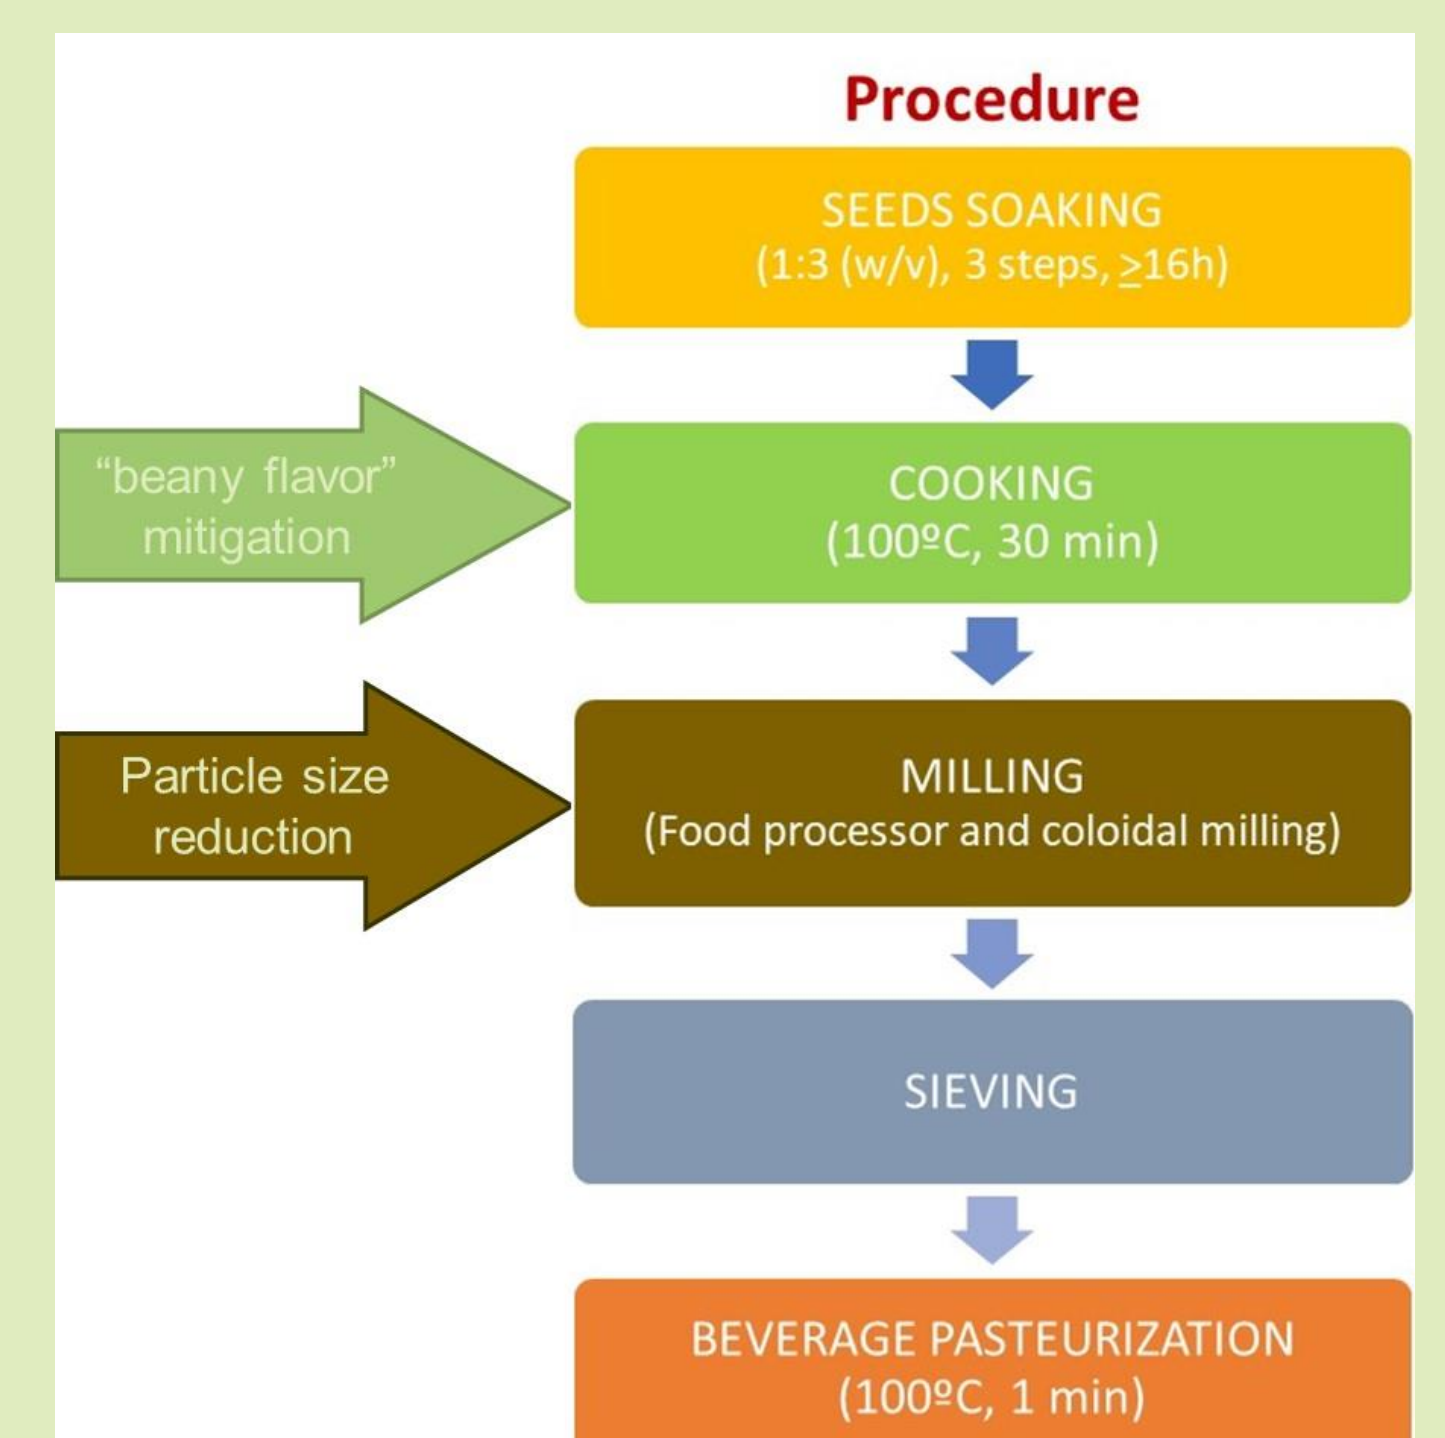 Procedure
SEEDS SOAKING
(1:3 (w/v), 3 steps, ≥16h)
“beany flavor”
mitigation
COOKING
(100ºC, 30 min)
Particle size
reduction
MILLING
(Food processor and coloidal milling)
SIEVING
BEVERAGE PASTEURIZATION
(100ºC, 1 min)